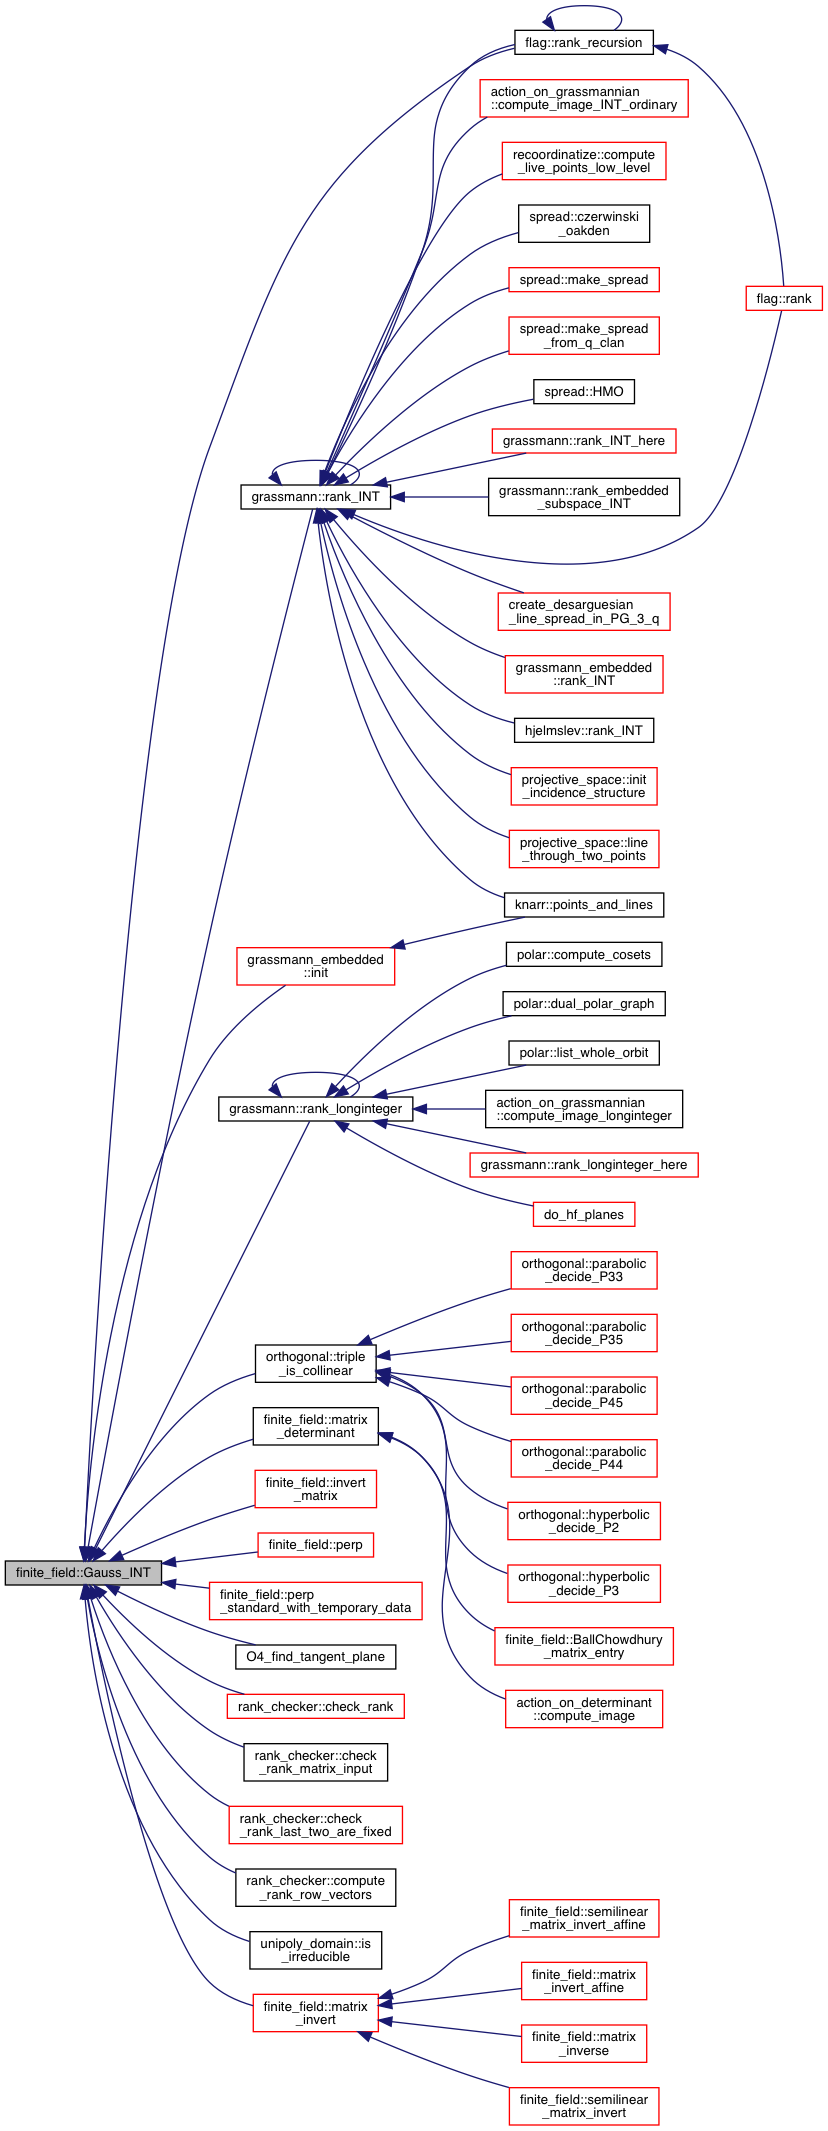 flag::rank_recursion
action_on_grassmannian
::compute_image_INT_ordinary
recoordinatize::compute
_live_points_low_level
spread::czerwinski
_oakden
spread::make_spread
flag::rank
spread::make_spread
_from_q_clan
spread::HMO
grassmann::rank_INT_here
grassmann::rank_INT
grassmann::rank_embedded
_subspace_INT
create_desarguesian
_line_spread_in_PG_3_q
grassmann_embedded
::rank_INT
hjelmslev::rank_INT
projective_space::init
_incidence_structure
projective_space::line
_through_two_points
knarr::points_and_lines
grassmann_embedded
::init
polar::compute_cosets
polar::dual_polar_graph
polar::list_whole_orbit
grassmann::rank_longinteger
action_on_grassmannian
::compute_image_longinteger
grassmann::rank_longinteger_here
do_hf_planes
orthogonal::parabolic
_decide_P33
orthogonal::parabolic
_decide_P35
orthogonal::triple
_is_collinear
orthogonal::parabolic
_decide_P45
finite_field::matrix
_determinant
orthogonal::parabolic
_decide_P44
finite_field::invert
_matrix
orthogonal::hyperbolic
_decide_P2
finite_field::perp
finite_field::Gauss_INT
orthogonal::hyperbolic
_decide_P3
finite_field::perp
_standard_with_temporary_data
finite_field::BallChowdhury
_matrix_entry
O4_find_tangent_plane
rank_checker::check_rank
action_on_determinant
::compute_image
rank_checker::check
_rank_matrix_input
rank_checker::check
_rank_last_two_are_fixed
rank_checker::compute
_rank_row_vectors
unipoly_domain::is
_irreducible
finite_field::semilinear
_matrix_invert_affine
finite_field::matrix
_invert_affine
finite_field::matrix
_invert
finite_field::matrix
_inverse
finite_field::semilinear
_matrix_invert